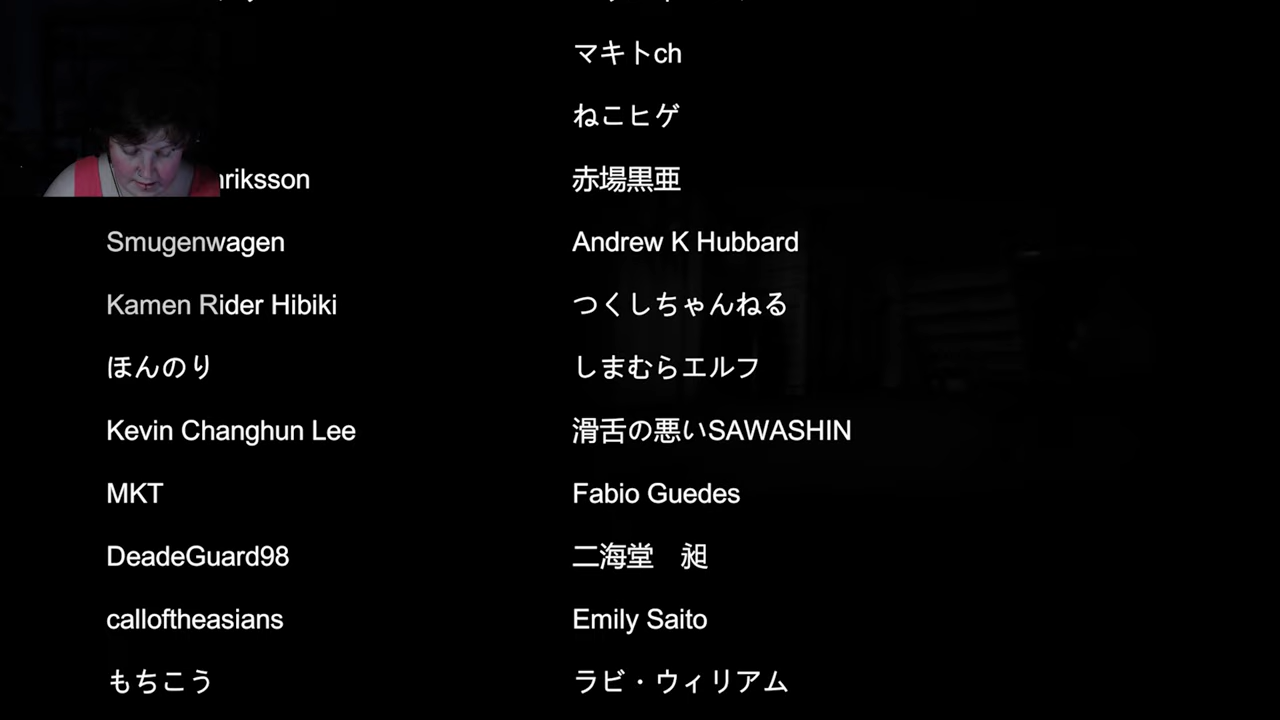 マキトch
ねこヒゲ
赤場黒亜
Smugenwagen
Andrew K Hubbard
Kamen Rider Hibiki
つくしちゃんねる
ほんのり
しまむらエルフ
Kevin Changhun Lee
滑舌の悪いSAWASHIN
MKT
Fabio Guedes
DeadeGuard98
二海堂　昶
calloftheasians
Emily Saito
もちこう
ラビ・ウィリアム